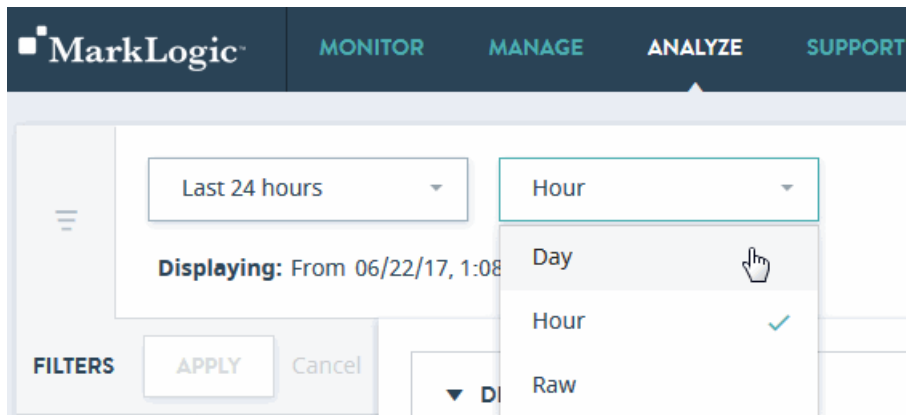 MarkLogic™ MONITOR MANAGE ANALYZE SUPPORT
Last 24 hours Hour
Displaying: From 06/22/17, 1:08
Day
Hour
FILTERS APPLY Cancel
Raw